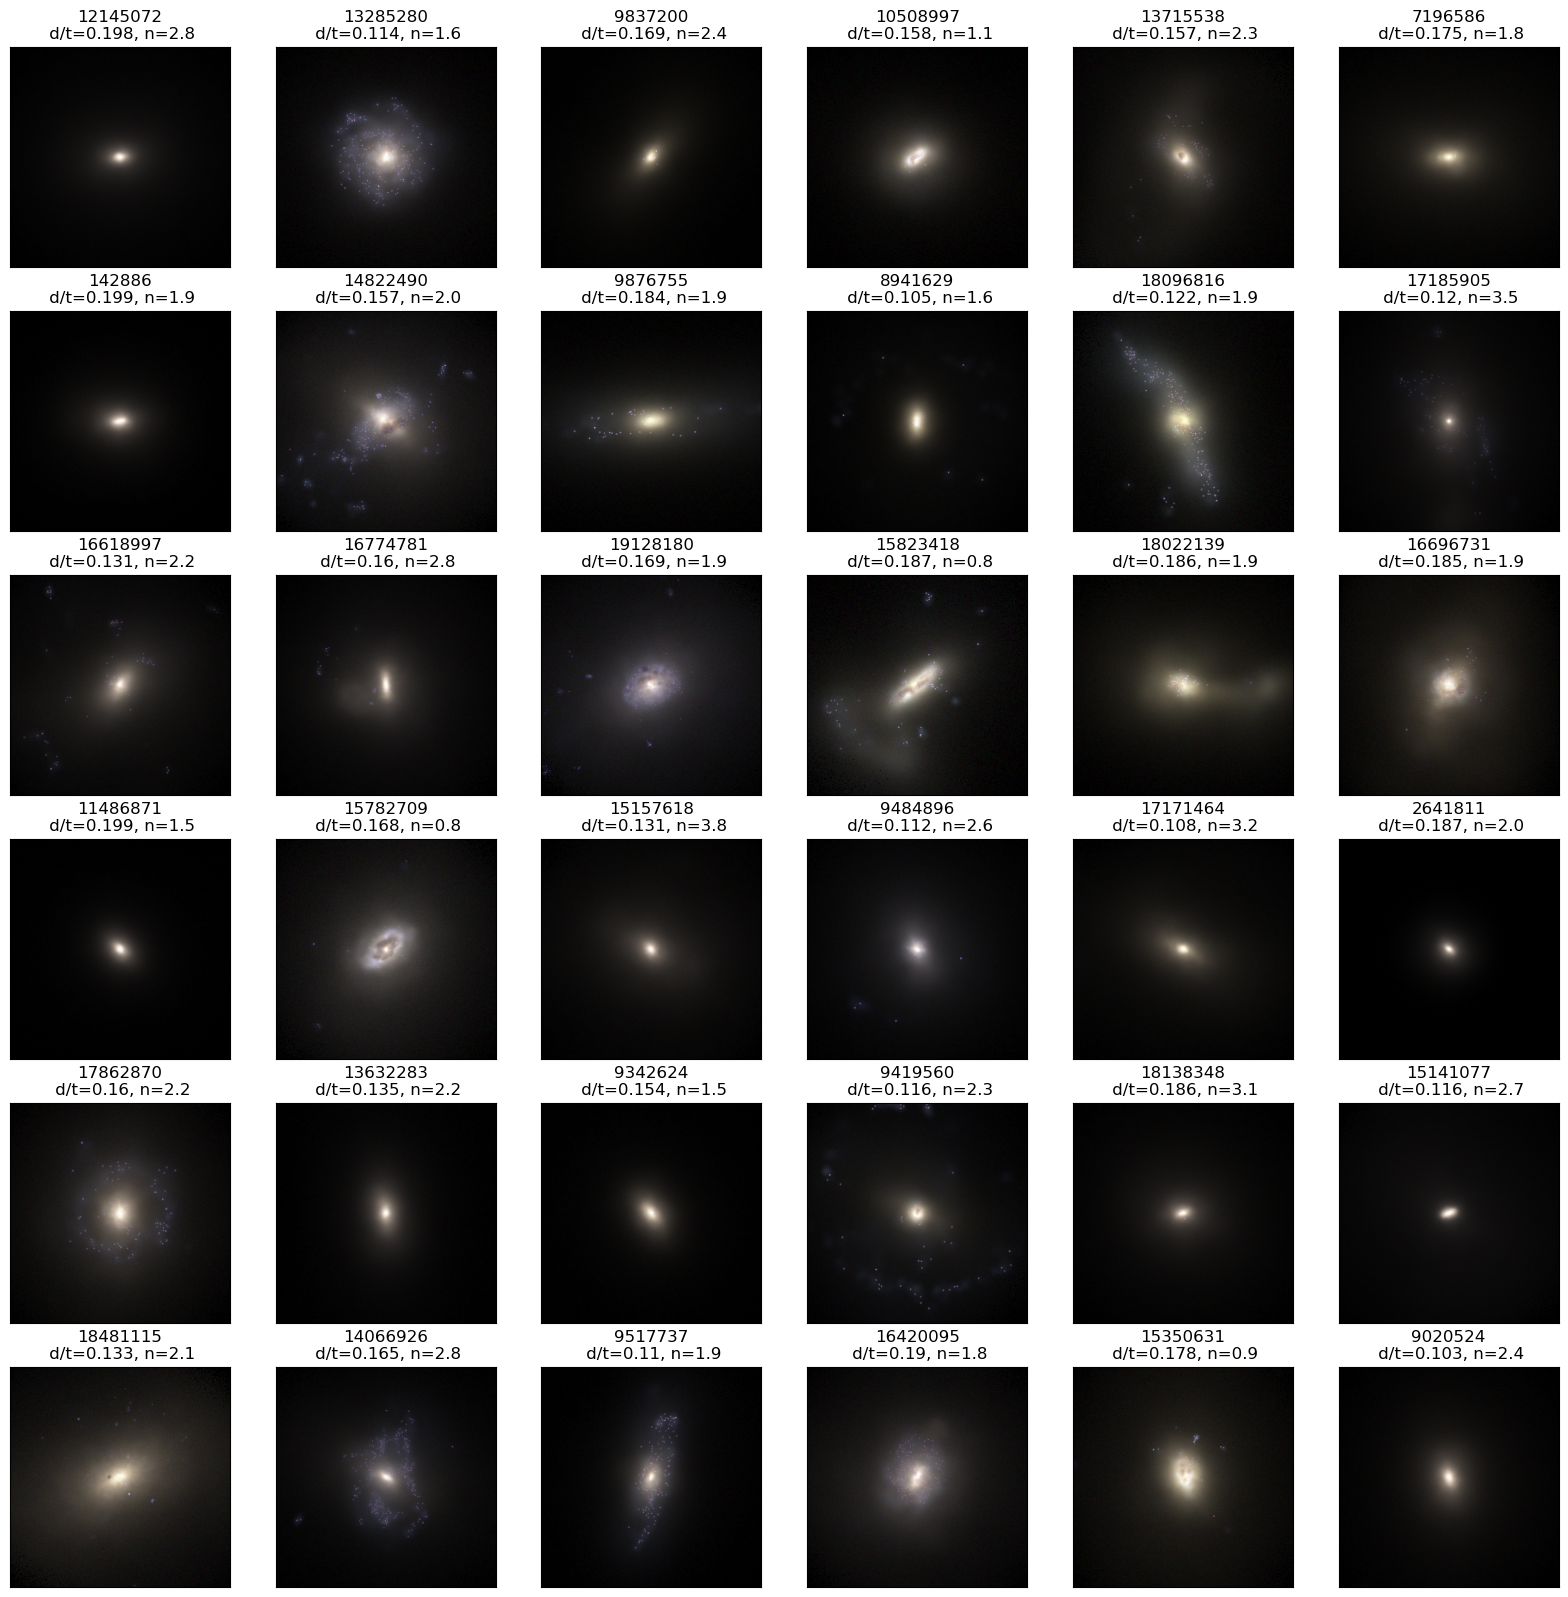 12145072
d/t=0.198, n=2.8
13285280
d/t=0.114, n=1.6
9837200
d/t=0.169, n=2.4
10508997
d/t=0.158, n=1.1
13715538
d/t=0.157, n=2.3
7196586
d/t=0.175, n=1.8
142886
d/t=0.199, n=1.9
14822490
d/t=0.157, n=2.0
9876755
d/t=0.184, n=1.9
8941629
d/t=0.105, n=1.6
18096816
d/t=0.122, n=1.9
17185905
d/t=0.12, n=3.5
16618997
d/t=0.131, n=2.2
16774781
d/t=0.16, n=2.8
19128180
d/t=0.169, n=1.9
15823418
d/t=0.187, n=0.8
18022139
d/t=0.186, n=1.9
16696731
d/t=0.185, n=1.9
11486871
d/t=0.199, n=1.5
15782709
d/t=0.168, n=0.8
15157618
d/t=0.131, n=3.8
9484896
d/t=0.112, n=2.6
17171464
d/t=0.108, n=3.2
2641811
d/t=0.187, n=2.0
17862870
d/t=0.16, n=2.2
13632283
d/t=0.135, n=2.2
9342624
d/t=0.154, n=1.5
9419560
d/t=0.116, n=2.3
18138348
d/t=0.186, n=3.1
15141077
d/t=0.116, n=2.7
18481115
d/t=0.133, n=2.1
14066926
d/t=0.165, n=2.8
9517737
d/t=0.11, n=1.9
16420095
d/t=0.19, n=1.8
15350631
d/t=0.178, n=0.9
9020524
d/t=0.103, n=2.4